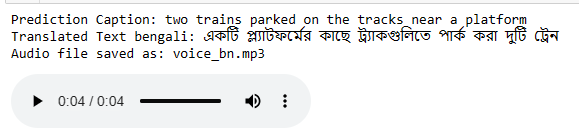 Prediction Caption: two trains parked on the tracks near a platform
Translated Text bengali: একটি প্ল্যাটফর্মের কাছে ট্র্যাকগুলিতে পার্ক করা দুটি ট্রেন
Audio file saved as: voice_bn.mp3
0:04 / 0:04